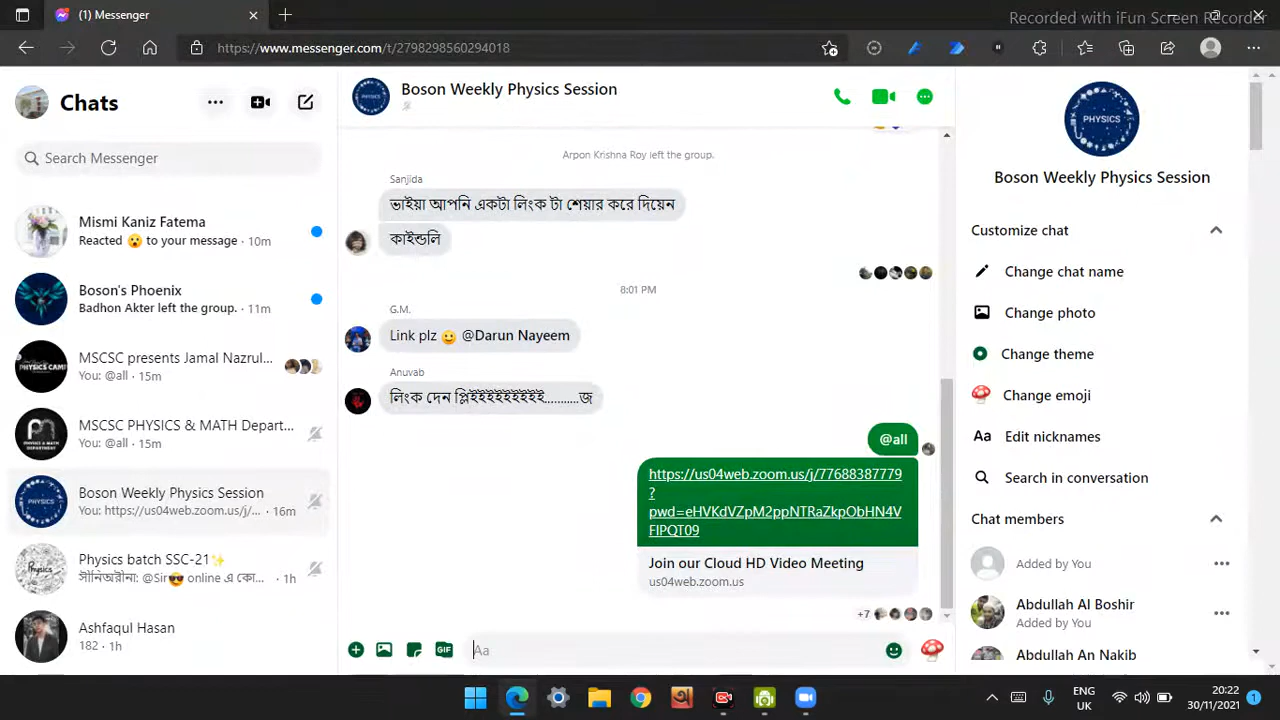 (1) Messenger
Recorded with iFun Screen Recorder
https://www.messenger.com/t/2798298560294018
Chats
Search Messenger
Mismi Kaniz Fatema
Reacted 😮 to your message · 10m
Boson's Phoenix
Badhon Akter left the group. · 11m
MSCSC presents Jamal Nazrul...
You: @all · 15m
MSCSC PHYSICS & MATH Depart...
You: @all · 15m
Boson Weekly Physics Session
You: https://us04web.zoom.us/j/... · 16m
Physics batch SSC-21✨
@Sir😎 online এ কো... · 1h
Ashfaqul Hasan
182 · 1h
PHYSICS
Boson Weekly Physics Session
Arpon Krishna Roy left the group.
Sanjida
ভাইয়া আপনি একটা লিংক টা শেয়ার করে দিয়েন
কাইন্ডলি
8:01 PM
G.M.
Link plz 🙂 @Darun Nayeem
Anuvab
লিংক দেন প্লিইইইইইইইই..........জ
@all
https://us04web.zoom.us/j/77688387779
?
pwd=eHVKdVZpM2ppNTRaZkpObHN4V
FlPQT09
Join our Cloud HD Video Meeting
us04web.zoom.us
+7
GIF
Aa
PHYSICS
Boson Weekly Physics Session
Customize chat
Change chat name
Change photo
Change theme
Change emoji
Aa Edit nicknames
Search in conversation
Chat members
Added by You
Abdullah Al Boshir
Added by You
Abdullah An Nakib
ENG
UK
20:22
30/11/2021
1